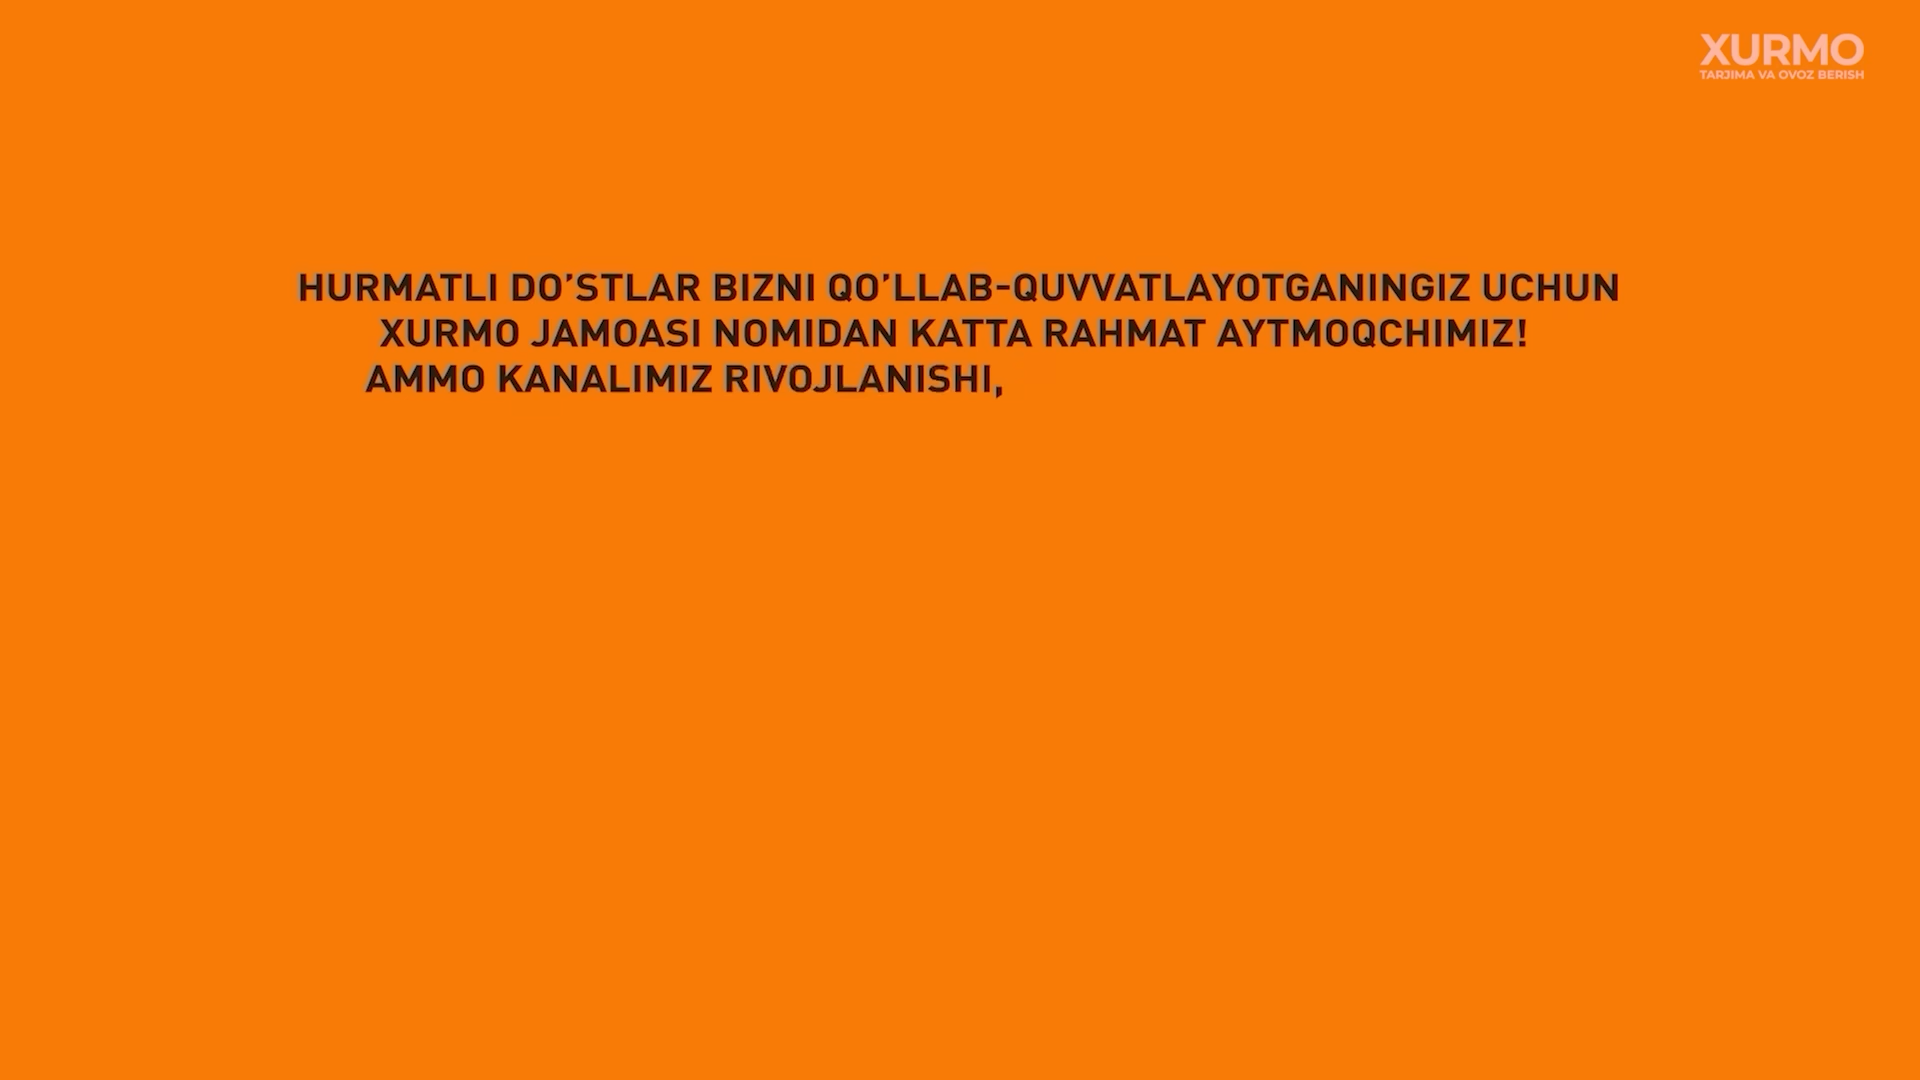 XURMO
TARJIMA VA OVOZ BERISH
HURMATLI DO’STLAR BIZNI QO’LLAB-QUVVATLAYOTGANINGIZ UCHUN
XURMO JAMOASI NOMIDAN KATTA RAHMAT AYTMOQCHIMIZ!
AMMO KANALIMIZ RIVOJLANISHI,